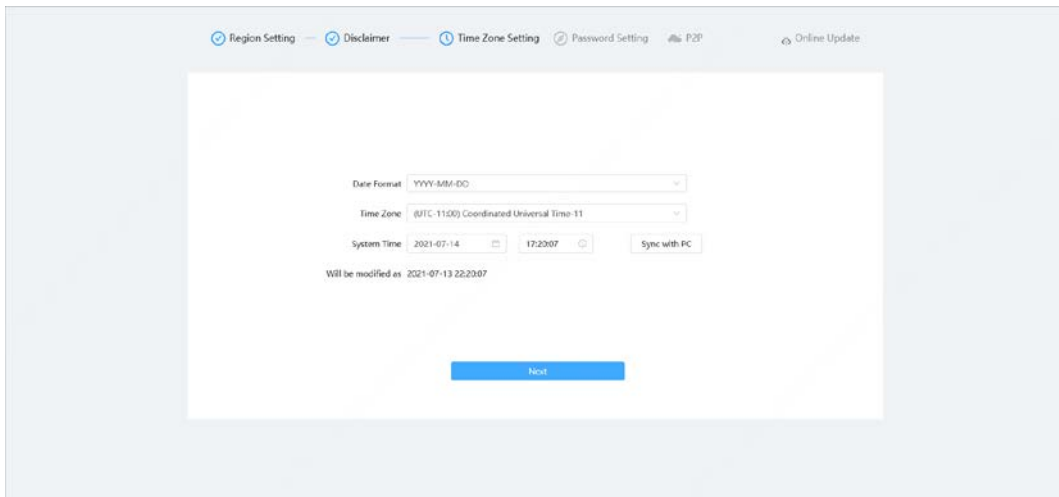 Region Setting Disclaimer Time Zone Setting Password Setting P2P Online Update
Date Format YYYY-MM-DD
Time Zone (UTC-11:00) Coordinated Universal Time-11
System Time 2021-07-14 17:20:07 Sync with PC
Will be modified as 2021-07-13 22:20:07
Next